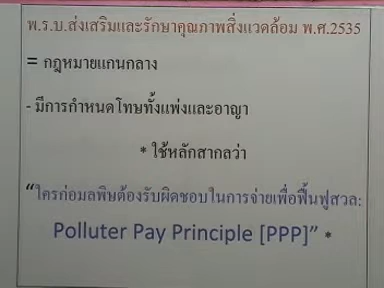 พ.ร.บ.ส่งเสริมและรักษาคุณภาพสิ่งแวดล้อม พ.ศ.2535
= กฎหมายแกนกลาง
- มีการกำหนดโทษทั้งแพ่งและอาญา
* ใช้หลักสากลว่า
“ใครก่อมลพิษต้องรับผิดชอบในการจ่ายเพื่อฟื้นฟูสวล:
Polluter Pay Principle [PPP]” *